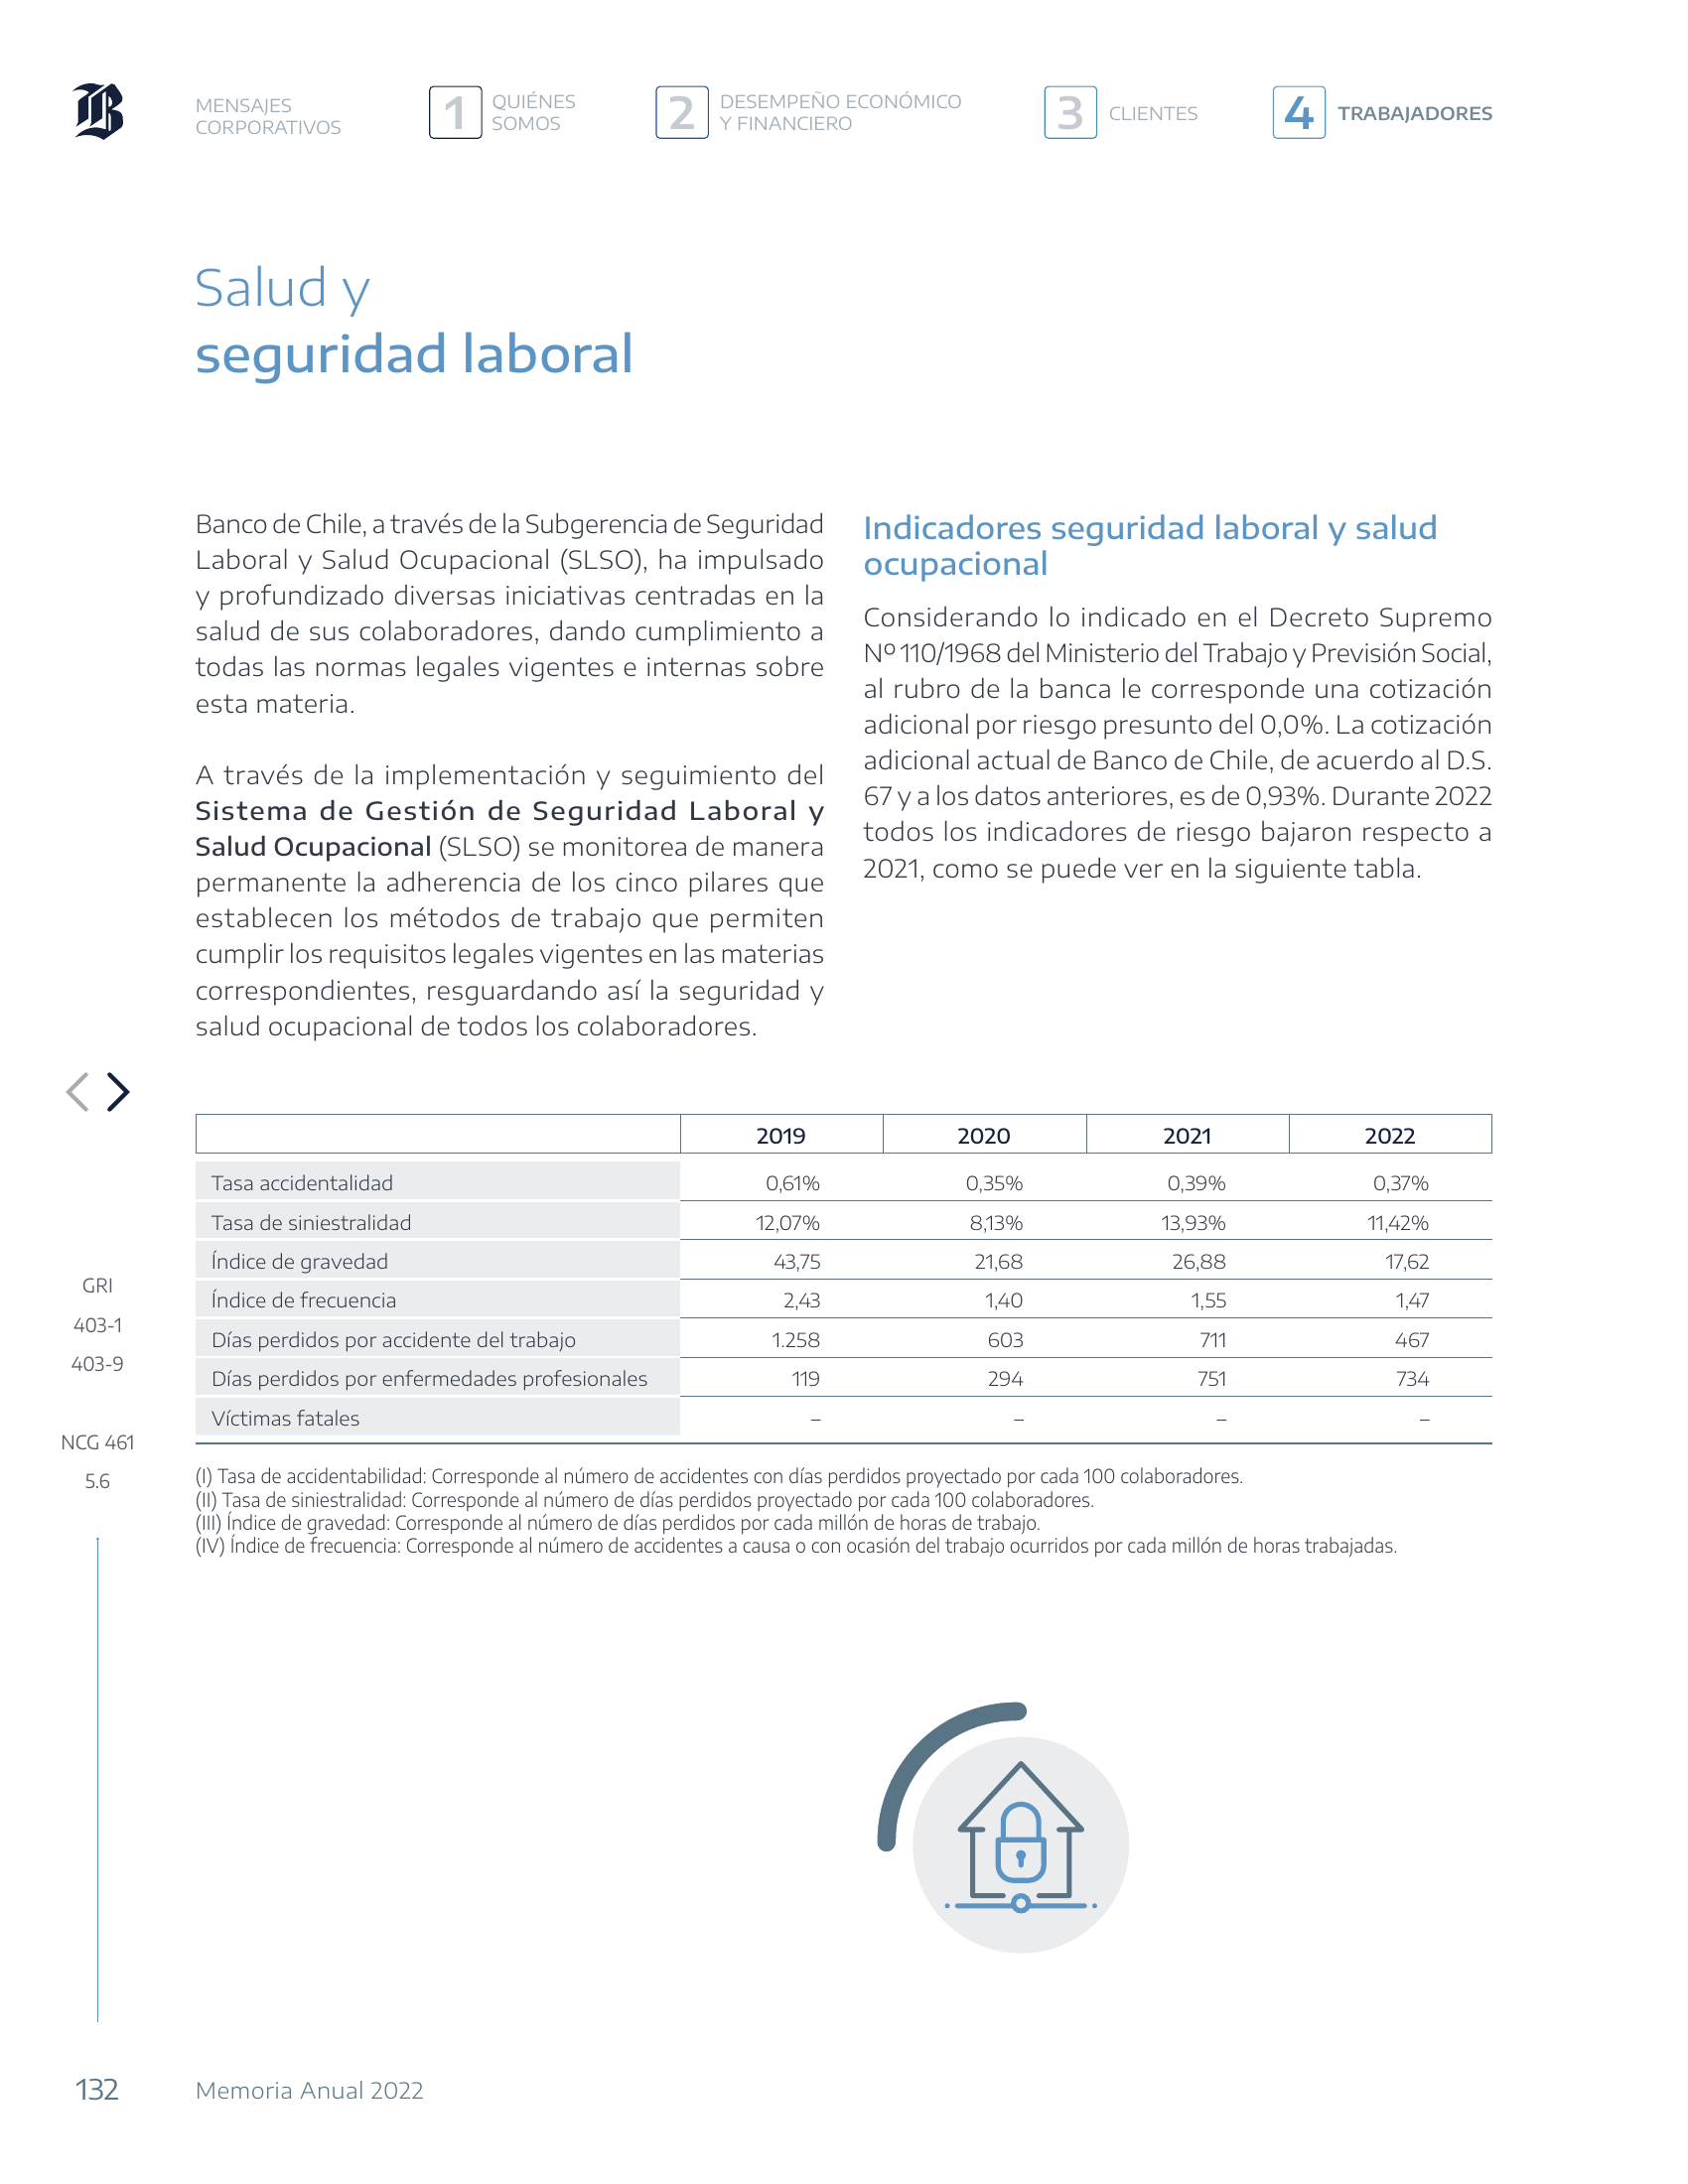 MENSAJES
CORPORATIVOS
1 QUIÉNES
SOMOS
2 DESEMPEÑO ECONÓMICO
Y FINANCIERO
3 CLIENTES
4 TRABAJADORES
Salud y
seguridad laboral
Banco de Chile, a través de la Subgerencia de Seguridad
Laboral y Salud Ocupacional (SLSO), ha impulsado
y profundizado diversas iniciativas centradas en la
salud de sus colaboradores, dando cumplimiento a
todas las normas legales vigentes e internas sobre
esta materia.
A través de la implementación y seguimiento del
Sistema de Gestión de Seguridad Laboral y
Salud Ocupacional (SLSO) se monitorea de manera
permanente la adherencia de los cinco pilares que
establecen los métodos de trabajo que permiten
cumplir los requisitos legales vigentes en las materias
correspondientes, resguardando así la seguridad y
salud ocupacional de todos los colaboradores.
Indicadores seguridad laboral y salud
ocupacional
Considerando lo indicado en el Decreto Supremo
Nº 110/1968 del Ministerio del Trabajo y Previsión Social,
al rubro de la banca le corresponde una cotización
adicional por riesgo presunto del 0,0%. La cotización
adicional actual de Banco de Chile, de acuerdo al D.S.
67 y a los datos anteriores, es de 0,93%. Durante 2022
todos los indicadores de riesgo bajaron respecto a
2021, como se puede ver en la siguiente tabla.
2019 2020 2021 2022
Tasa accidentalidad 0,61% 0,35% 0,39% 0,37%
Tasa de siniestralidad 12,07% 8,13% 13,93% 11,42%
Índice de gravedad 43,75 21,68 26,88 17,62
Índice de frecuencia 2,43 1,40 1,55 1,47
Días perdidos por accidente del trabajo 1.258 603 711 467
Días perdidos por enfermedades profesionales 119 294 751 734
Víctimas fatales – – – –
(I) Tasa de accidentabilidad: Corresponde al número de accidentes con días perdidos proyectado por cada 100 colaboradores.
(II) Tasa de siniestralidad: Corresponde al número de días perdidos proyectado por cada 100 colaboradores.
(III) Índice de gravedad: Corresponde al número de días perdidos por cada millón de horas de trabajo.
(IV) Índice de frecuencia: Corresponde al número de accidentes a causa o con ocasión del trabajo ocurridos por cada millón de horas trabajadas.
GRI
403-1
403-9
NCG 461
5.6
132 Memoria Anual 2022